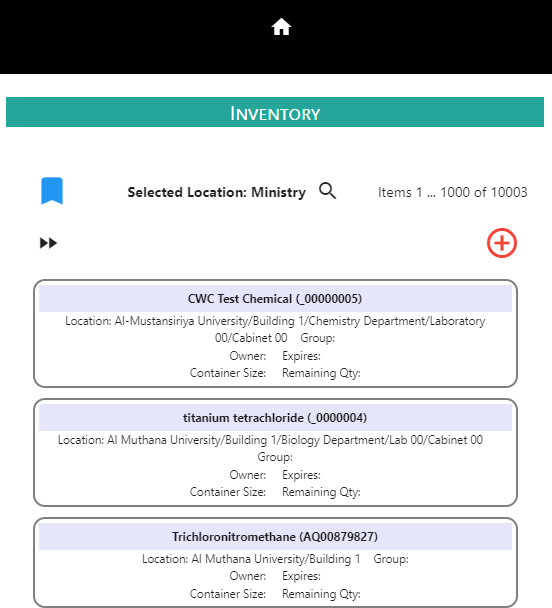 Inventory
Selected Location: Ministry
Items 1 ... 1000 of 10003
CWC Test Chemical (_00000005)
Location: Al-Mustansiriya University/Building 1/Chemistry Department/Laboratory
00/Cabinet 00 Group:
Owner: Expires:
Container Size: Remaining Qty:
titanium tetrachloride (_0000004)
Location: Al Muthana University/Building 1/Biology Department/Lab 00/Cabinet 00
Group:
Owner: Expires:
Container Size: Remaining Qty:
Trichloronitromethane (AQ00879827)
Location: Al Muthana University/Building 1 Group:
Owner: Expires:
Container Size: Remaining Qty: